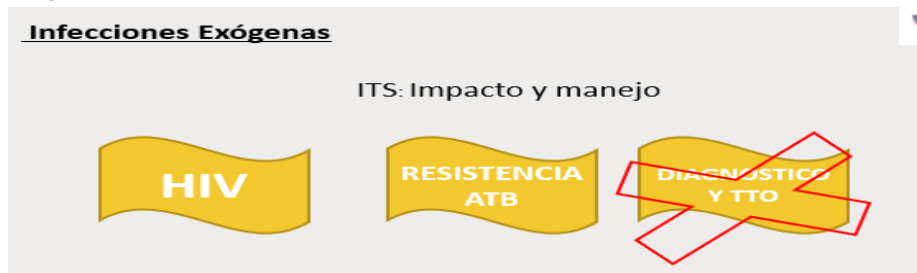 Infecciones Exógenas
ITS: Impacto y manejo
HIV
RESISTENCIA
ATB
DIAGNOSTICO
Y TTO